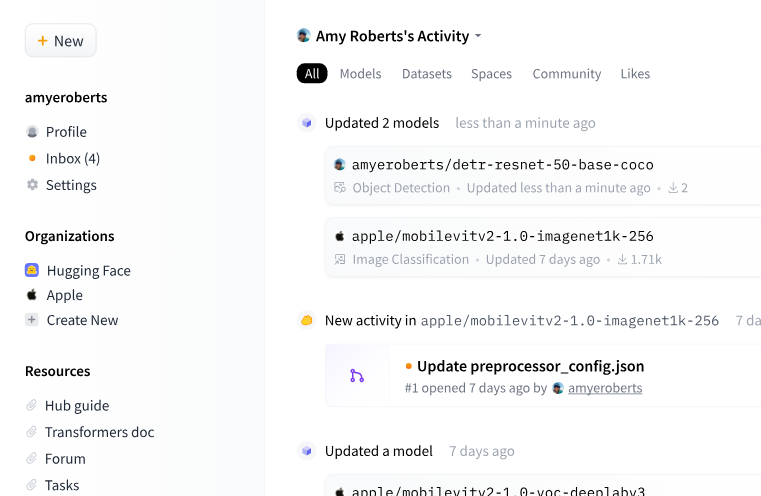 + New
amyeroberts
Profile
Inbox (4)
Settings
Organizations
Hugging Face
Apple
Create New
Resources
Hub guide
Transformers doc
Forum
Tasks
Amy Roberts's Activity
All Models Datasets Spaces Community Likes
Updated 2 models less than a minute ago
amyeroberts/detr-resnet-50-base-coco
Object Detection • Updated less than a minute ago • 2
apple/mobilevitv2-1.0-imagenet1k-256
Image Classification • Updated 7 days ago • 1.71k
New activity in apple/mobilevitv2-1.0-imagenet1k-256 7 da
Update preprocessor_config.json
#1 opened 7 days ago by amyeroberts
Updated a model 7 days ago
apple/mobilevitv2-1.0-voc-deeplabv3